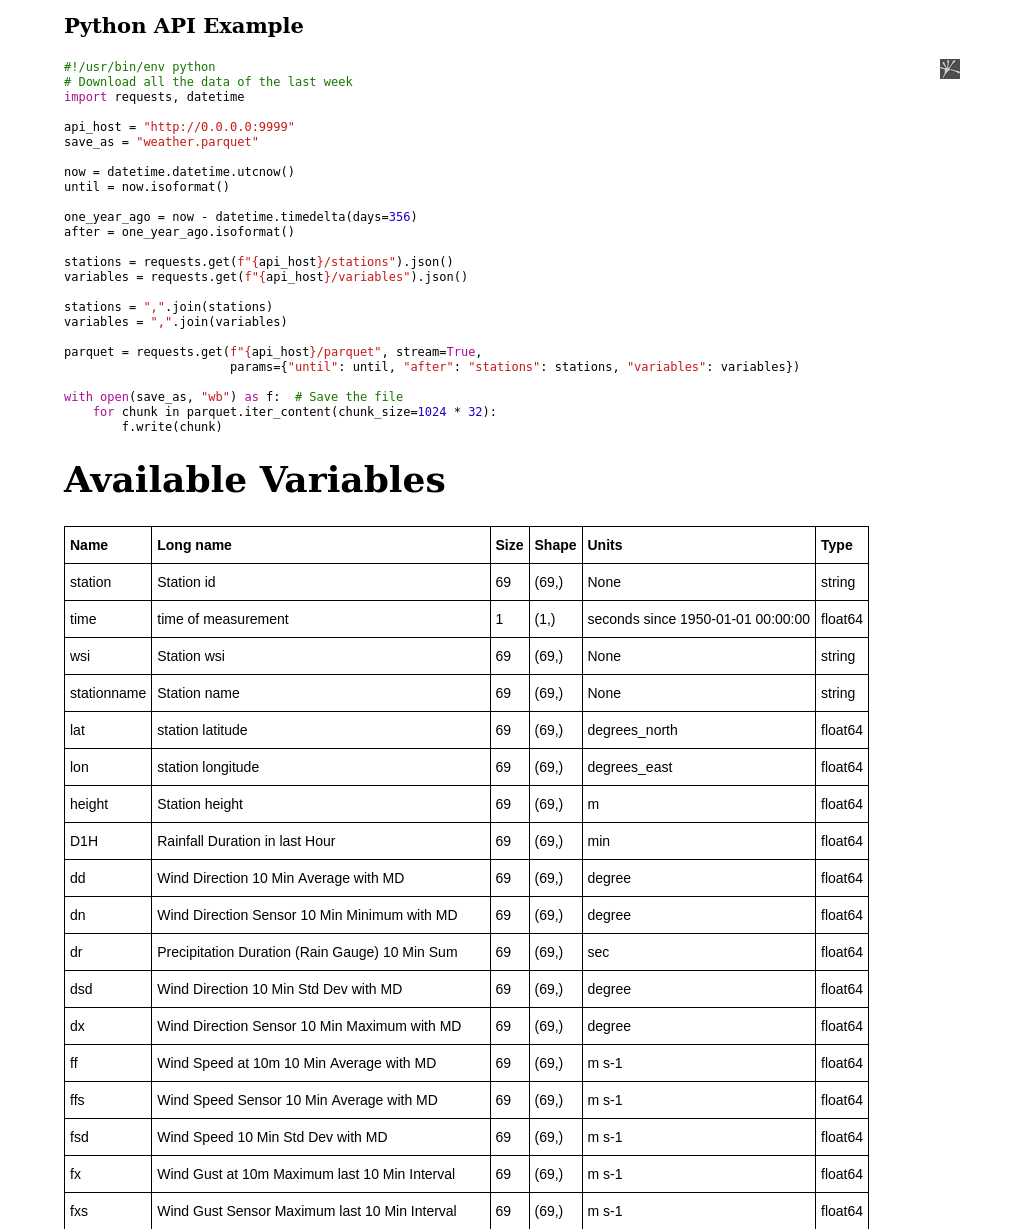 Python API Example
#!/usr/bin/env python
# Download all the data of the last week
import requests, datetime
api_host = "http://0.0.0.0:9999"
save_as = "weather.parquet"
now = datetime.datetime.utcnow()
until = now.isoformat()
one_year_ago = now - datetime.timedelta(days=356)
after = one_year_ago.isoformat()
stations = requests.get(f"{api_host}/stations").json()
variables = requests.get(f"{api_host}/variables").json()
stations = ",".join(stations)
variables = ",".join(variables)
parquet = requests.get(f"{api_host}/parquet", stream=True,
params={"until": until, "after": "stations": stations, "variables": variables})
with open(save_as, "wb") as f:  # Save the file
for chunk in parquet.iter_content(chunk_size=1024 * 32):
f.write(chunk)
Available Variables
Name Long name Size Shape Units Type
station Station id 69 (69,) None string
time time of measurement 1 (1,) seconds since 1950-01-01 00:00:00 float64
wsi Station wsi 69 (69,) None string
stationname Station name 69 (69,) None string
lat station latitude 69 (69,) degrees_north float64
lon station longitude 69 (69,) degrees_east float64
height Station height 69 (69,) m float64
D1H Rainfall Duration in last Hour 69 (69,) min float64
dd Wind Direction 10 Min Average with MD 69 (69,) degree float64
dn Wind Direction Sensor 10 Min Minimum with MD 69 (69,) degree float64
dr Precipitation Duration (Rain Gauge) 10 Min Sum 69 (69,) sec float64
dsd Wind Direction 10 Min Std Dev with MD 69 (69,) degree float64
dx Wind Direction Sensor 10 Min Maximum with MD 69 (69,) degree float64
ff Wind Speed at 10m 10 Min Average with MD 69 (69,) m s-1 float64
ffs Wind Speed Sensor 10 Min Average with MD 69 (69,) m s-1 float64
fsd Wind Speed 10 Min Std Dev with MD 69 (69,) m s-1 float64
fx Wind Gust at 10m Maximum last 10 Min Interval 69 (69,) m s-1 float64
fxs Wind Gust Sensor Maximum last 10 Min Interval 69 (69,) m s-1 float64